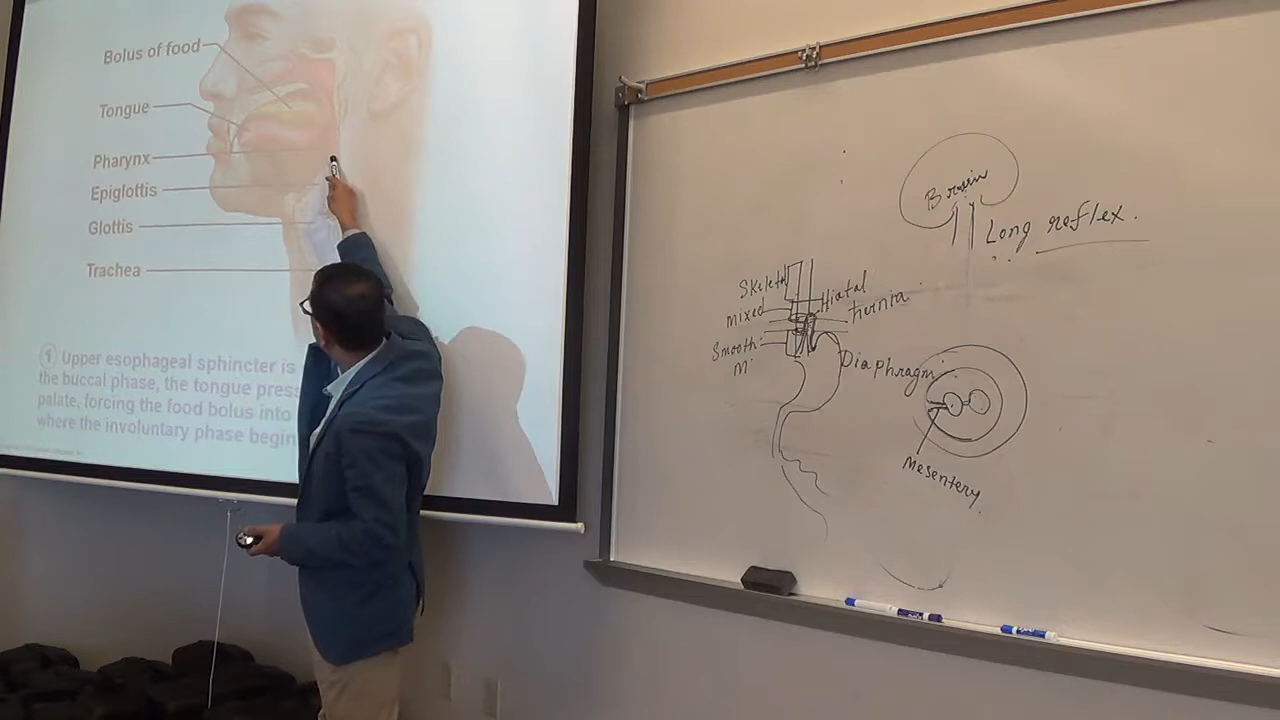 Bolus of food
Tongue
Pharynx
Epiglottis
Glottis
Trachea
1 Upper esophageal sphincter is
the buccal phase, the tongue press
palate, forcing the food bolus into
where the involuntary phase begin
Brain
Long reflex.
Skeletal
mixed
Smooth
M
Hiatal
hernia
Diaphragm
Mesentery